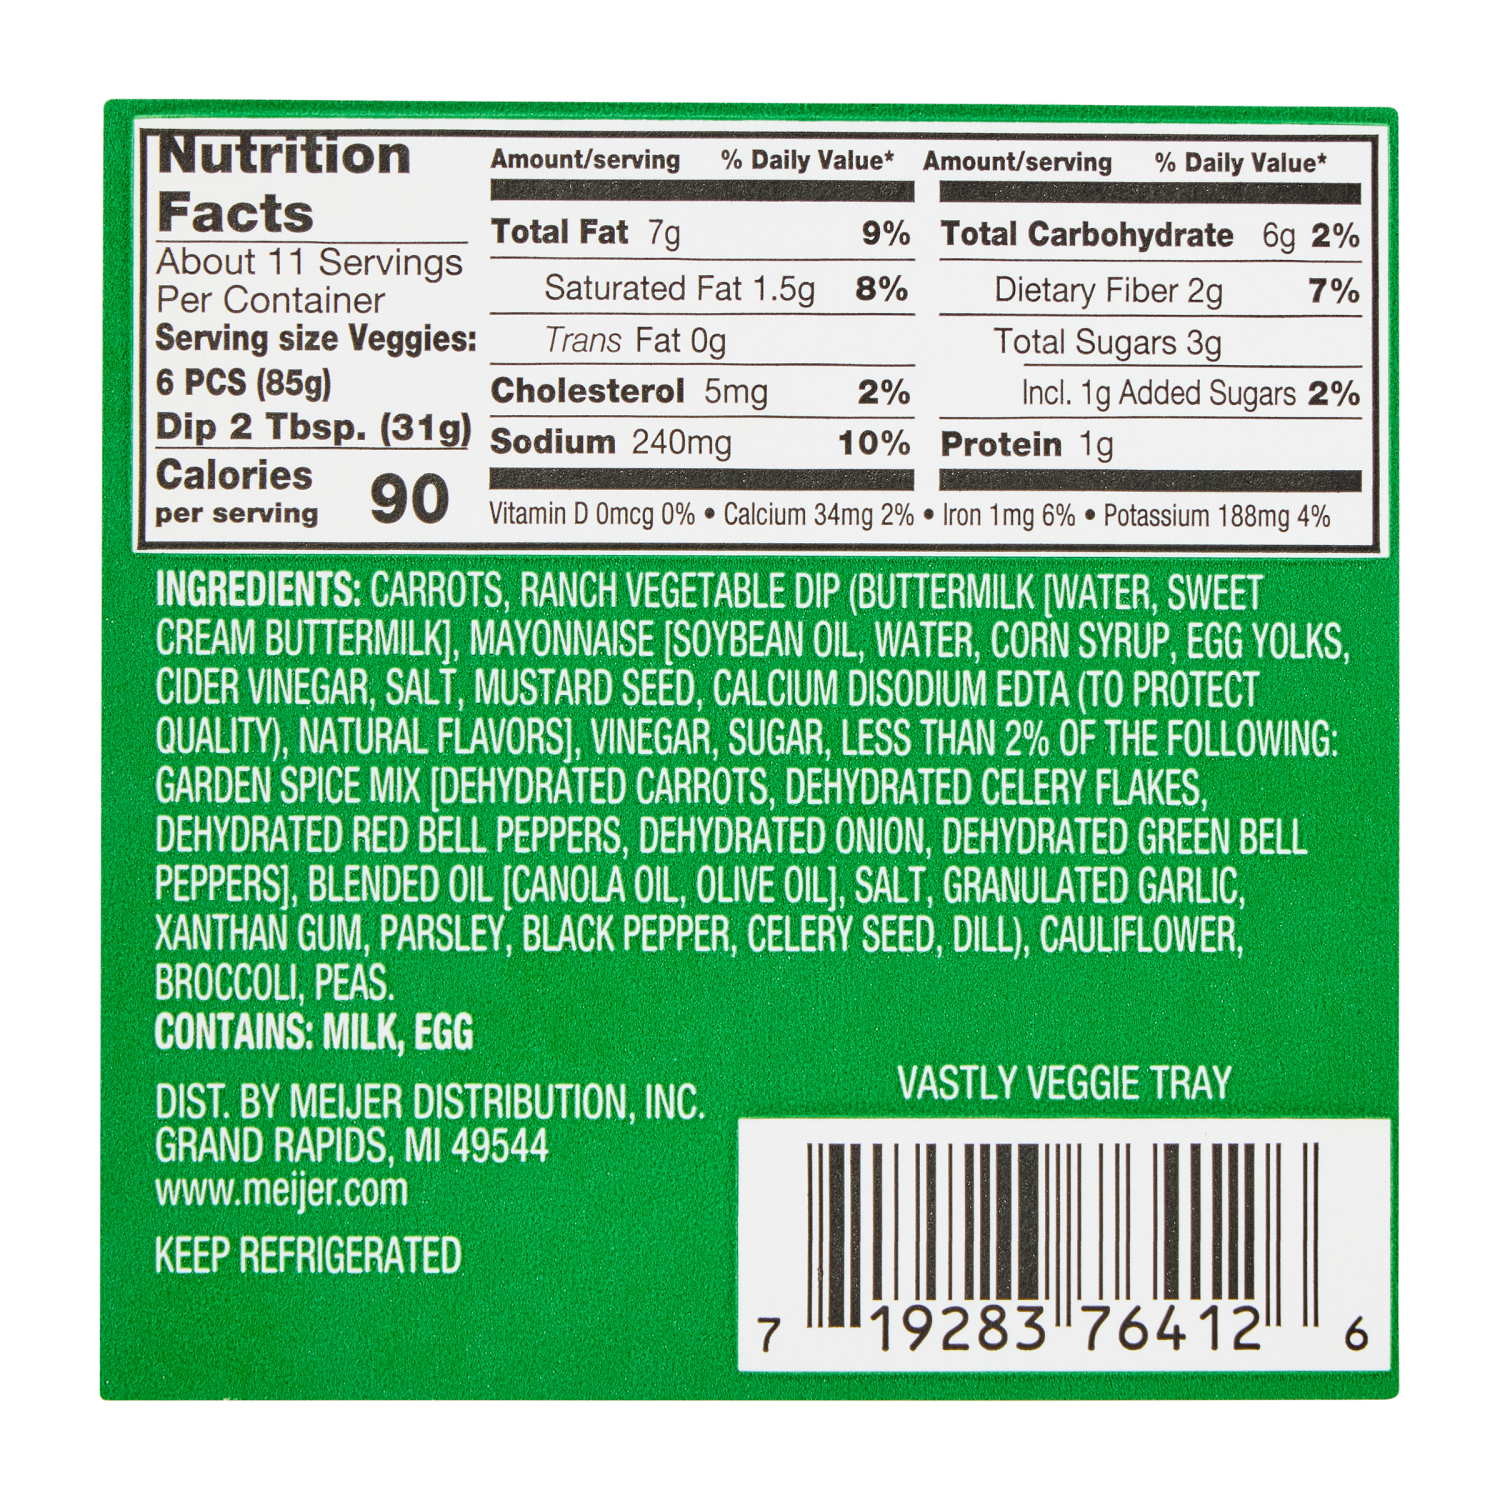 Nutrition
Facts
About 11 Servings
Per Container
Serving size Veggies:
6 PCS (85g)
Dip 2 Tbsp. (31g)
Calories
per serving 90
Amount/serving % Daily Value*
Total Fat 7g 9%
Saturated Fat 1.5g 8%
Trans Fat 0g
Cholesterol 5mg 2%
Sodium 240mg 10%
Amount/serving % Daily Value*
Total Carbohydrate 6g 2%
Dietary Fiber 2g 7%
Total Sugars 3g
Incl. 1g Added Sugars 2%
Protein 1g
Vitamin D 0mcg 0% • Calcium 34mg 2% • Iron 1mg 6% • Potassium 188mg 4%
INGREDIENTS: CARROTS, RANCH VEGETABLE DIP (BUTTERMILK [WATER, SWEET
CREAM BUTTERMILK], MAYONNAISE [SOYBEAN OIL, WATER, CORN SYRUP, EGG YOLKS,
CIDER VINEGAR, SALT, MUSTARD SEED, CALCIUM DISODIUM EDTA (TO PROTECT
QUALITY), NATURAL FLAVORS], VINEGAR, SUGAR, LESS THAN 2% OF THE FOLLOWING:
GARDEN SPICE MIX [DEHYDRATED CARROTS, DEHYDRATED CELERY FLAKES,
DEHYDRATED RED BELL PEPPERS, DEHYDRATED ONION, DEHYDRATED GREEN BELL
PEPPERS], BLENDED OIL [CANOLA OIL, OLIVE OIL], SALT, GRANULATED GARLIC,
XANTHAN GUM, PARSLEY, BLACK PEPPER, CELERY SEED, DILL), CAULIFLOWER,
BROCCOLI, PEAS.
CONTAINS: MILK, EGG
DIST. BY MEIJER DISTRIBUTION, INC.
GRAND RAPIDS, MI 49544
www.meijer.com
KEEP REFRIGERATED
VASTLY VEGGIE TRAY
7 19283 76412 6